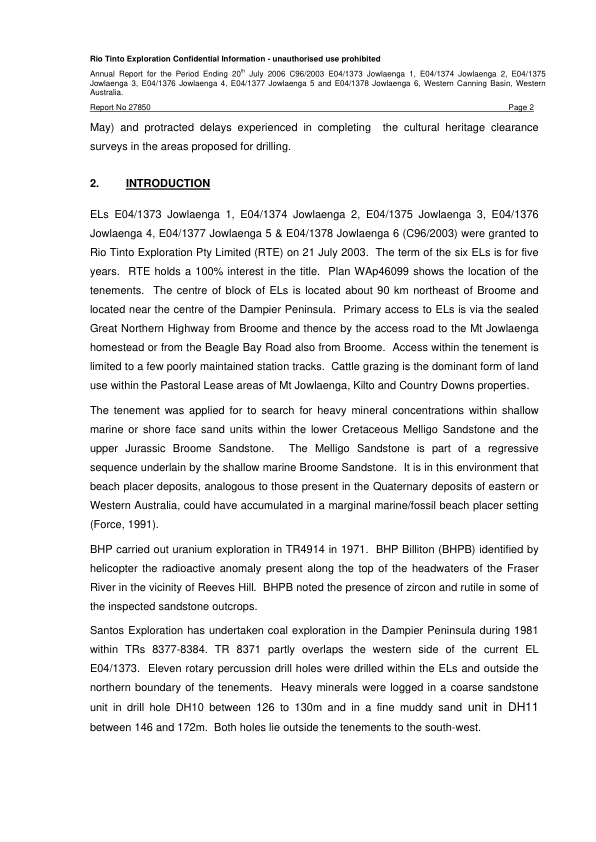 Rio Tinto Exploration Confidential Information - unauthorised use prohibited
Annual Report for the Period Ending 20th July 2006 C96/2003 E04/1373 Jowlaenga 1, E04/1374 Jowlaenga 2, E04/1375
Jowlaenga 3, E04/1376 Jowlaenga 4, E04/1377 Jowlaenga 5 and E04/1378 Jowlaenga 6, Western Canning Basin, Western
Australia.
Report No 27850 Page 2
May) and protracted delays experienced in completing the cultural heritage clearance
surveys in the areas proposed for drilling.
2. INTRODUCTION
ELs E04/1373 Jowlaenga 1, E04/1374 Jowlaenga 2, E04/1375 Jowlaenga 3, E04/1376
Jowlaenga 4, E04/1377 Jowlaenga 5 & E04/1378 Jowlaenga 6 (C96/2003) were granted to
Rio Tinto Exploration Pty Limited (RTE) on 21 July 2003. The term of the six ELs is for five
years. RTE holds a 100% interest in the title. Plan WAp46099 shows the location of the
tenements. The centre of block of ELs is located about 90 km northeast of Broome and
located near the centre of the Dampier Peninsula. Primary access to ELs is via the sealed
Great Northern Highway from Broome and thence by the access road to the Mt Jowlaenga
homestead or from the Beagle Bay Road also from Broome. Access within the tenement is
limited to a few poorly maintained station tracks. Cattle grazing is the dominant form of land
use within the Pastoral Lease areas of Mt Jowlaenga, Kilto and Country Downs properties.
The tenement was applied for to search for heavy mineral concentrations within shallow
marine or shore face sand units within the lower Cretaceous Melligo Sandstone and the
upper Jurassic Broome Sandstone. The Melligo Sandstone is part of a regressive
sequence underlain by the shallow marine Broome Sandstone. It is in this environment that
beach placer deposits, analogous to those present in the Quaternary deposits of eastern or
Western Australia, could have accumulated in a marginal marine/fossil beach placer setting
(Force, 1991).
BHP carried out uranium exploration in TR4914 in 1971. BHP Billiton (BHPB) identified by
helicopter the radioactive anomaly present along the top of the headwaters of the Fraser
River in the vicinity of Reeves Hill. BHPB noted the presence of zircon and rutile in some of
the inspected sandstone outcrops.
Santos Exploration has undertaken coal exploration in the Dampier Peninsula during 1981
within TRs 8377-8384. TR 8371 partly overlaps the western side of the current EL
E04/1373. Eleven rotary percussion drill holes were drilled within the ELs and outside the
northern boundary of the tenements. Heavy minerals were logged in a coarse sandstone
unit in drill hole DH10 between 126 to 130m and in a fine muddy sand unit in DH11
between 146 and 172m. Both holes lie outside the tenements to the south-west.